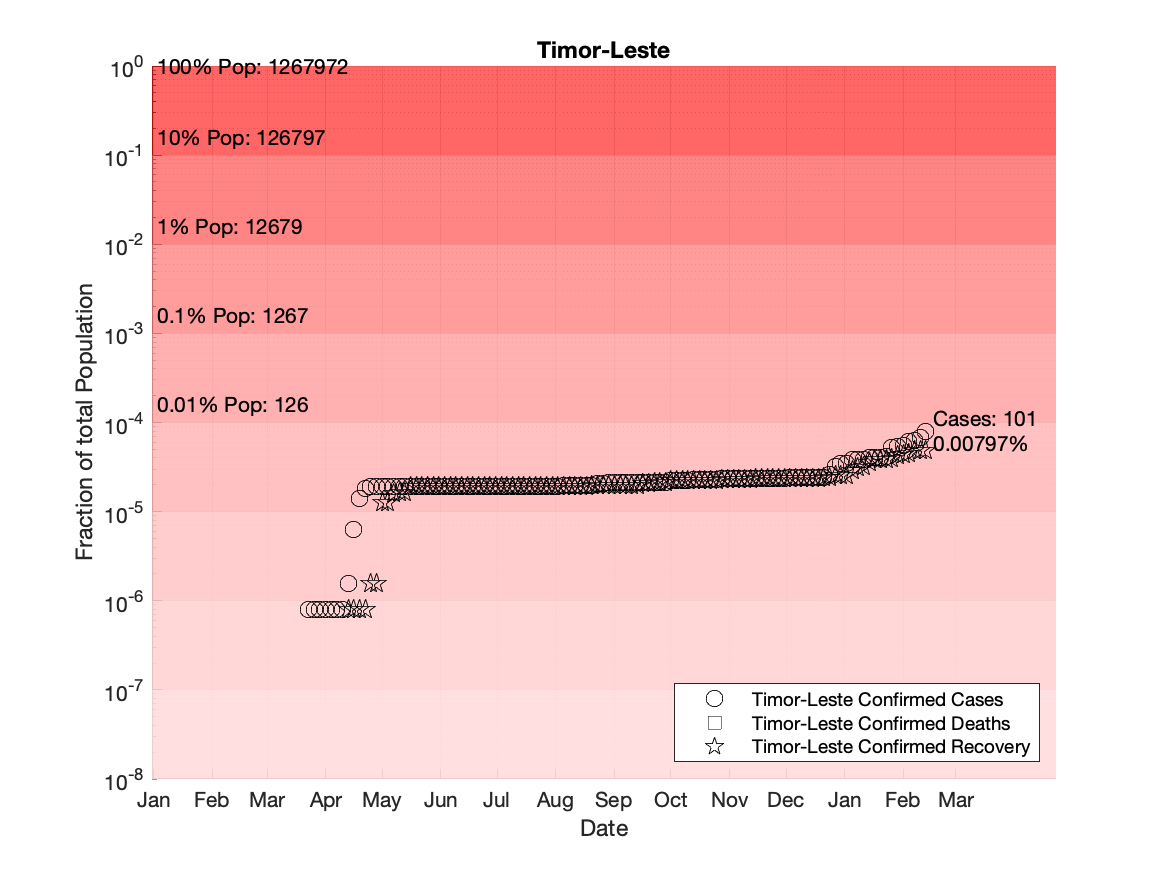 Timor-Leste
10^0
100% Pop: 1267972
10% Pop: 126797
10^-1
1% Pop: 12679
10^-2
0.1% Pop: 1267
10^-3
0.01% Pop: 126
10^-4
Cases: 101
0.00797%
10^-5
10^-6
10^-7
10^-8
Fraction of total Population
Timor-Leste Confirmed Cases
Timor-Leste Confirmed Deaths
Timor-Leste Confirmed Recovery
Jan Feb Mar Apr May Jun Jul Aug Sep Oct Nov Dec Jan Feb Mar
Date